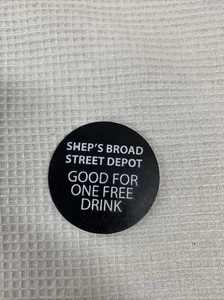 SHEP'S BROAD
STREET DEPOT
GOOD FOR
ONE FREE
DRINK